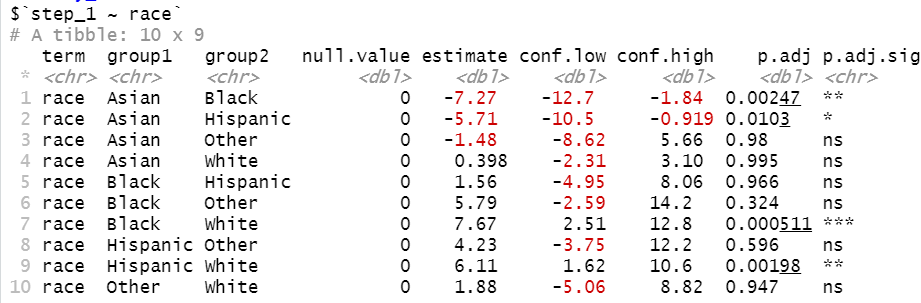 $`step_1 ~ race`
# A tibble: 10 x 9
term group1 group2 null.value estimate conf.low conf.high p.adj p.adj.sig
* <chr> <chr> <chr> <dbl> <dbl> <dbl> <dbl> <dbl> <chr>
1 race Asian Black 0 -7.27 -12.7 -1.84 0.00247 **
2 race Asian Hispanic 0 -5.71 -10.5 -0.919 0.0103 *
3 race Asian Other 0 -1.48 -8.62 5.66 0.98 ns
4 race Asian White 0 0.398 -2.31 3.10 0.995 ns
5 race Black Hispanic 0 1.56 -4.95 8.06 0.966 ns
6 race Black Other 0 5.79 -2.59 14.2 0.324 ns
7 race Black White 0 7.67 2.51 12.8 0.000511 ***
8 race Hispanic Other 0 4.23 -3.75 12.2 0.596 ns
9 race Hispanic White 0 6.11 1.62 10.6 0.00198 **
10 race Other White 0 1.88 -5.06 8.82 0.947 ns